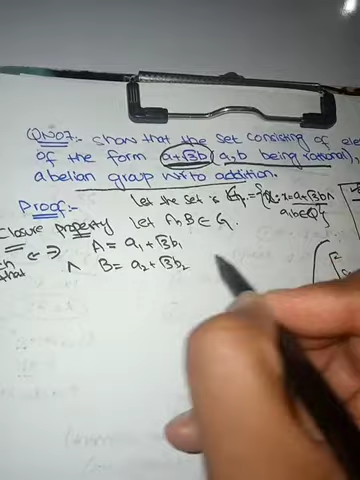 (i) No7:- show that the set consisting of
of the form a+√3b (a,b being rational),
abelian group w.r.to addition.
Proof:- let the set is G = {x: x=a+√3b ∧
a,b∈Q}
Closure Property let A,B ∈ G.
⇔ A = a₁+√3b₁
that ∧ B = a₂+√3b₂